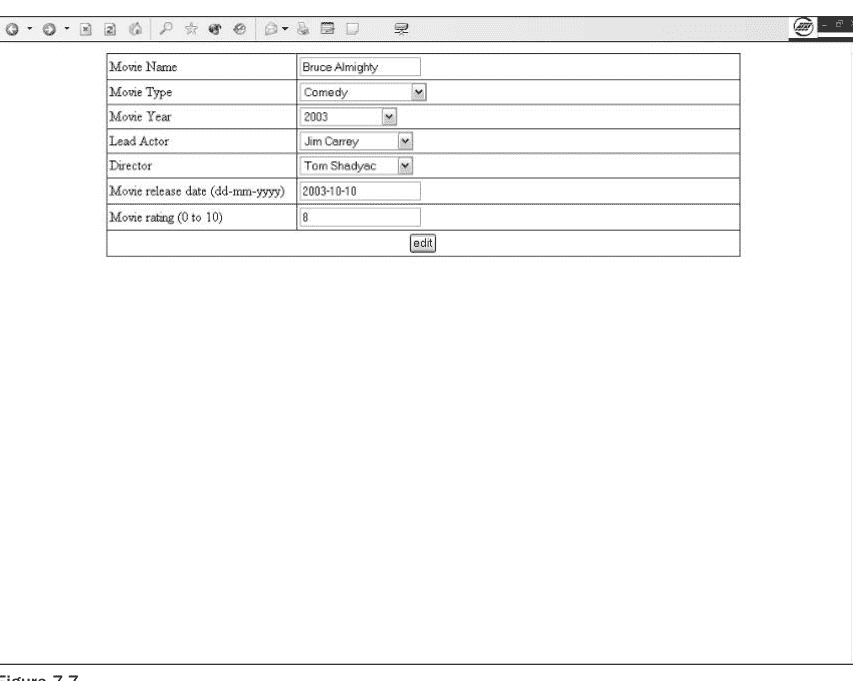 Movie Name Bruce Almighty
Movie Type Comedy
Movie Year 2003
Lead Actor Jim Carrey
Director Tom Shadyac
Movie release date (dd-mm-yyyy) 2003-10-10
Movie rating (0 to 10) 8
edit
Figure 7-7